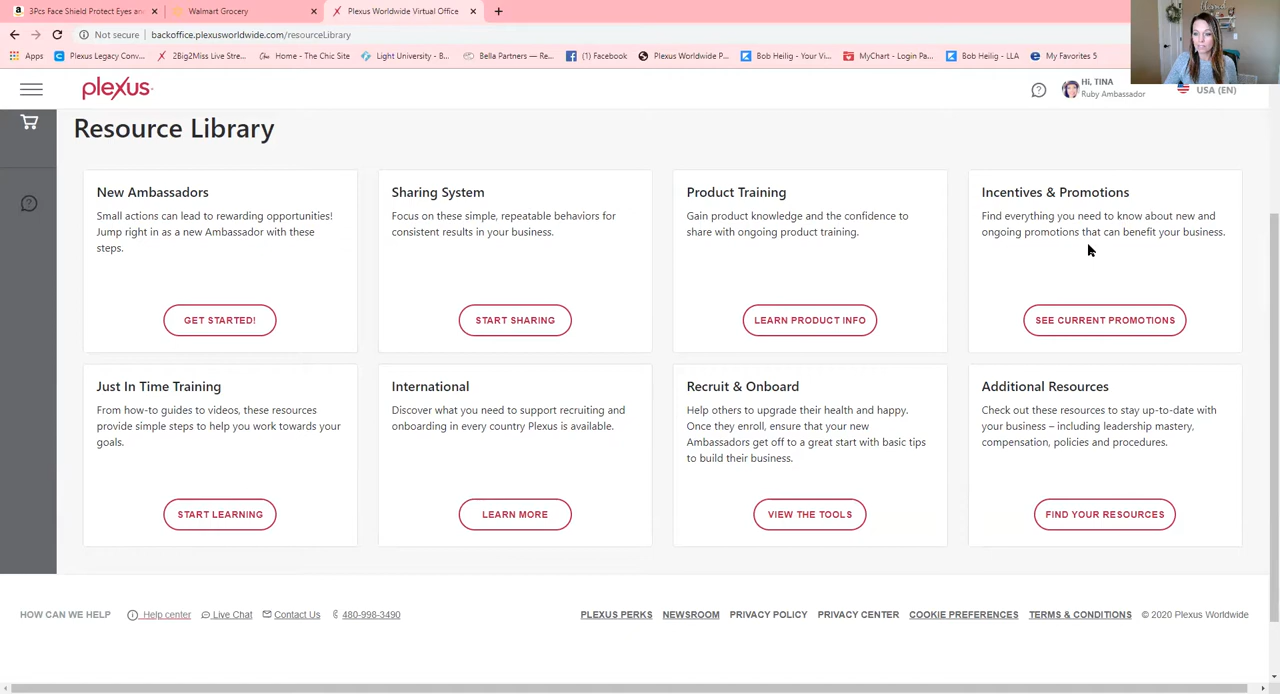 3Pcs Face Shield Protect Eyes an
Walmart Grocery
Plexus Worldwide Virtual Office
Not secure
backoffice.plexusworldwide.com/resourceLibrary
Apps
Plexus Legacy Conv...
2Big2Miss Live Stre...
Home - The Chic Site
Light University - B...
Bella Grace Planners — Re...
(1) Facebook
Plexus Worldwide P...
Bob Heilig - Your Vi...
MyChart - Login Pa...
Bob Heilig - LLA
My Favorites 5
plexus
Hi, TINA
Ruby Ambassador
USA (EN)
Resource Library
New Ambassadors
Small actions can lead to rewarding opportunities!
Jump right in as a new Ambassador with these
steps.
GET STARTED!
Sharing System
Focus on these simple, repeatable behaviors for
consistent results in your business.
START SHARING
Product Training
Gain product knowledge and the confidence to
share with ongoing product training.
LEARN PRODUCT INFO
Incentives & Promotions
Find everything you need to know about new and
ongoing promotions that can benefit your business.
SEE CURRENT PROMOTIONS
Just In Time Training
From how-to guides to videos, these resources
provide simple steps to help you work towards your
goals.
START LEARNING
International
Discover what you need to support recruiting and
onboarding in every country Plexus is available.
LEARN MORE
Recruit & Onboard
Help others to upgrade their health and happy.
Once they enroll, ensure that your new
Ambassadors get off to a great start with basic tips
to build their business.
VIEW THE TOOLS
Additional Resources
Check out these resources to stay up-to-date with
your business – including leadership mastery,
compensation, policies and procedures.
FIND YOUR RESOURCES
HOW CAN WE HELP
Help center
Live Chat
Contact Us
480-998-3490
PLEXUS PERKS
NEWSROOM
PRIVACY POLICY
PRIVACY CENTER
COOKIE PREFERENCES
TERMS & CONDITIONS
© 2020 Plexus Worldwide